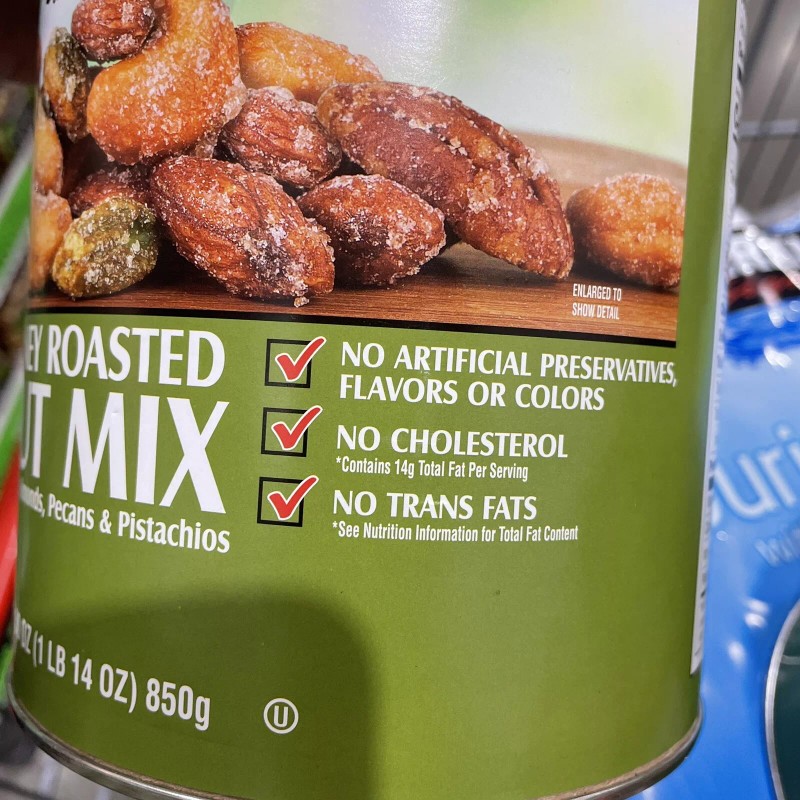 ENLARGED TO
SHOW DETAIL
EY ROASTED
UT MIX
monds, Pecans & Pistachios
NO ARTIFICIAL PRESERVATIVES,
FLAVORS OR COLORS
NO CHOLESTEROL
*Contains 14g Total Fat Per Serving
NO TRANS FATS
*See Nutrition Information for Total Fat Content
OZ (1 LB 14 OZ) 850g
U
uri